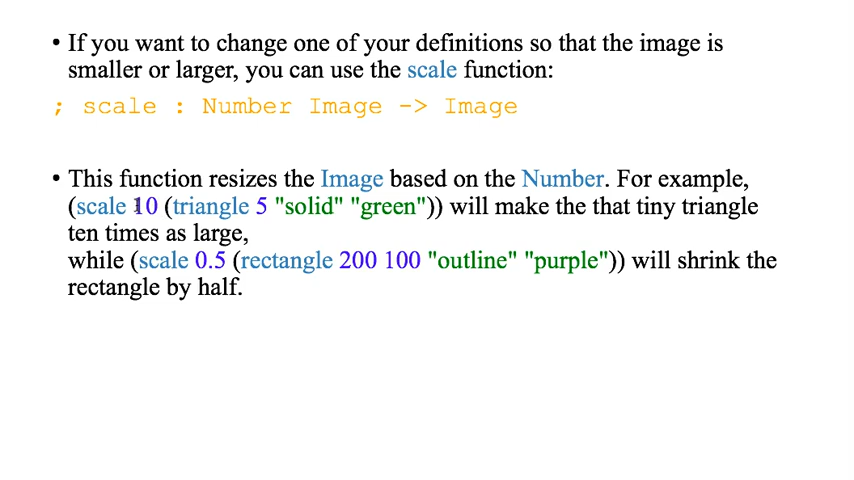 • If you want to change one of your definitions so that the image is
smaller or larger, you can use the scale function:
; scale : Number Image -> Image
• This function resizes the Image based on the Number. For example,
(scale 10 (triangle 5 "solid" "green")) will make the that tiny triangle
ten times as large,
while (scale 0.5 (rectangle 200 100 "outline" "purple")) will shrink the
rectangle by half.